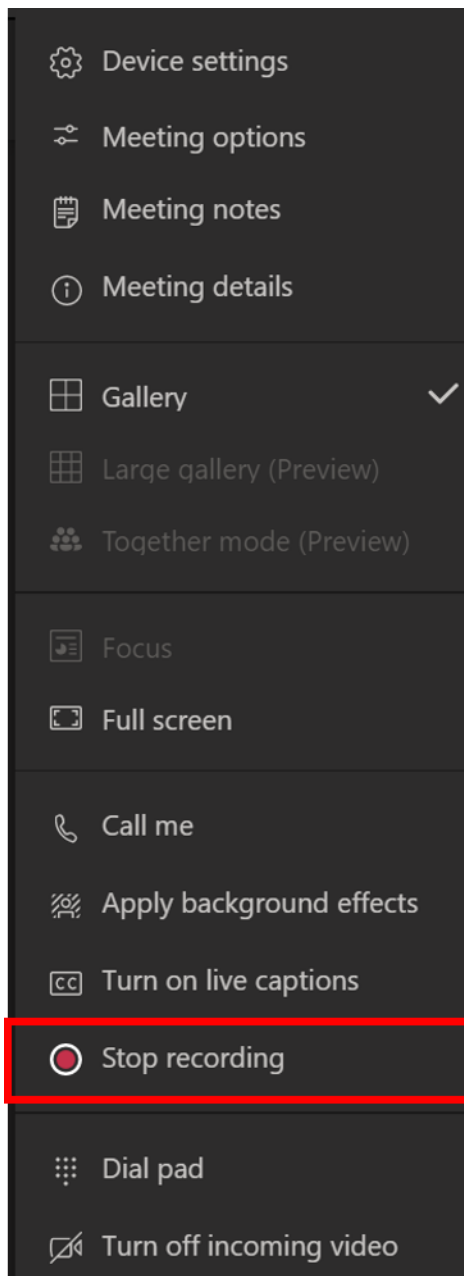 Device settings
Meeting options
Meeting notes
Meeting details
Gallery
Large gallery (Preview)
Together mode (Preview)
Focus
Full screen
Call me
Apply background effects
CC Turn on live captions
Stop recording
Dial pad
Turn off incoming video